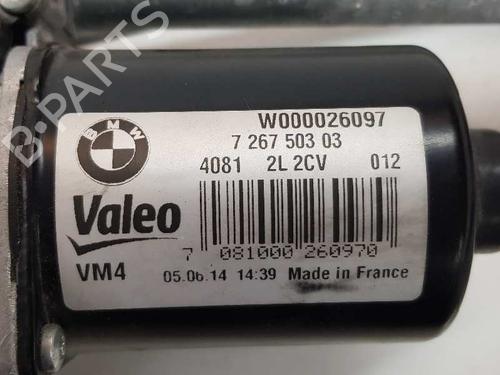 B-PARTS
BMW
W000026097
7 267 503 03
4081 2L 2CV 012
Valeo
7 081000 260970
VM4
05.06.14 14:39 Made in France